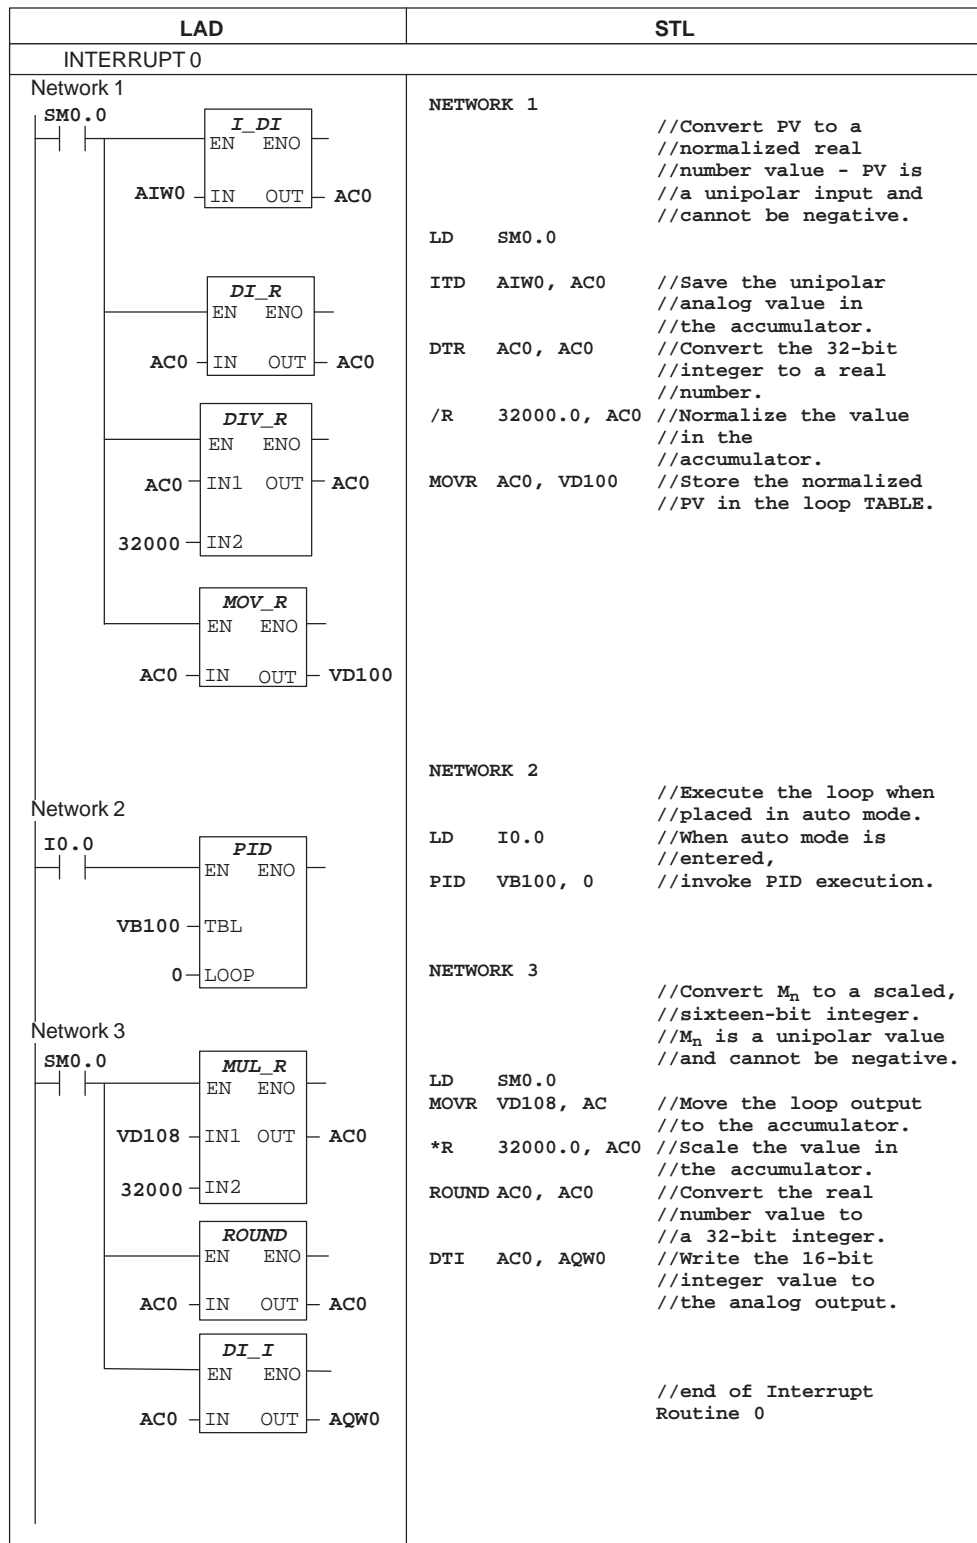 LAD
STL
INTERRUPT 0
Network 1
SM0.0
I_DI
EN ENO
AIW0 IN OUT AC0
DI_R
EN ENO
AC0 IN OUT AC0
DIV_R
EN ENO
AC0 IN1 OUT AC0
32000 IN2
MOV_R
EN ENO
AC0 IN OUT VD100
Network 2
I0.0
PID
EN ENO
VB100 TBL
0 LOOP
Network 3
SM0.0
MUL_R
EN ENO
VD108 IN1 OUT AC0
32000 IN2
ROUND
EN ENO
AC0 IN OUT AC0
DI_I
EN ENO
AC0 IN OUT AQW0
NETWORK 1
//Convert PV to a
//normalized real
//number value - PV is
//a unipolar input and
//cannot be negative.
LD SM0.0
ITD AIW0, AC0 //Save the unipolar
//analog value in
//the accumulator.
DTR AC0, AC0 //Convert the 32-bit
//integer to a real
//number.
/R 32000.0, AC0 //Normalize the value
//in the
//accumulator.
MOVR AC0, VD100 //Store the normalized
//PV in the loop TABLE.
NETWORK 2
//Execute the loop when
//placed in auto mode.
LD I0.0 //When auto mode is
//entered,
PID VB100, 0 //invoke PID execution.
NETWORK 3
//Convert Mn to a scaled,
//sixteen-bit integer.
//Mn is a unipolar value
//and cannot be negative.
LD SM0.0
MOVR VD108, AC //Move the loop output
//to the accumulator.
*R 32000.0, AC0 //Scale the value in
//the accumulator.
ROUND AC0, AC0 //Convert the real
//number value to
//a 32-bit integer.
DTI AC0, AQW0 //Write the 16-bit
//integer value to
//the analog output.
//end of Interrupt
Routine 0